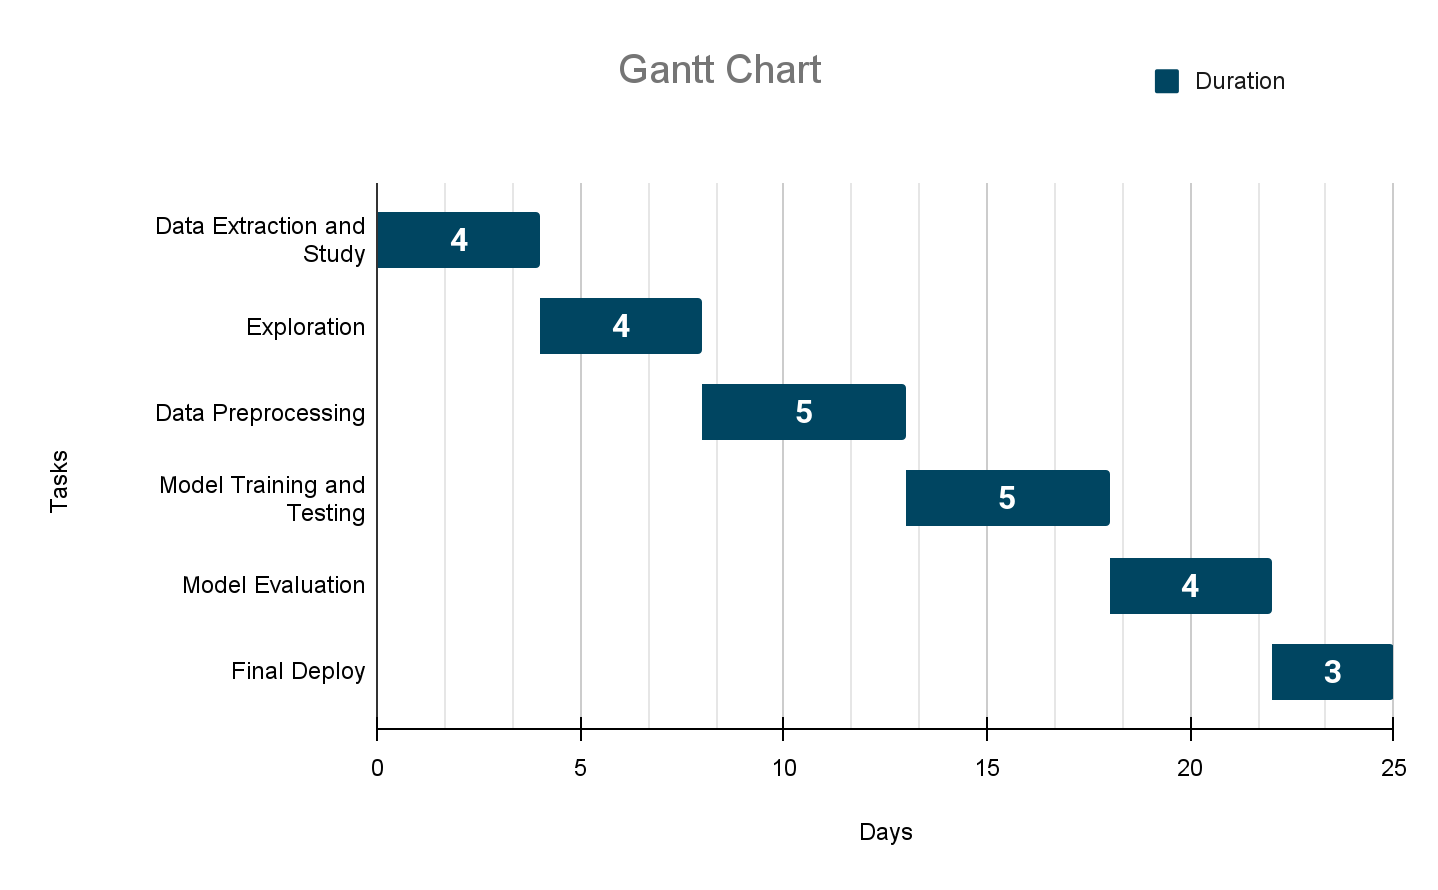 Gantt Chart
Duration
Data Extraction and
Study
4
Exploration
4
Data Preprocessing
5
Model Training and
Testing
5
Model Evaluation
4
Final Deploy
3
Tasks
0 5 10 15 20 25
Days